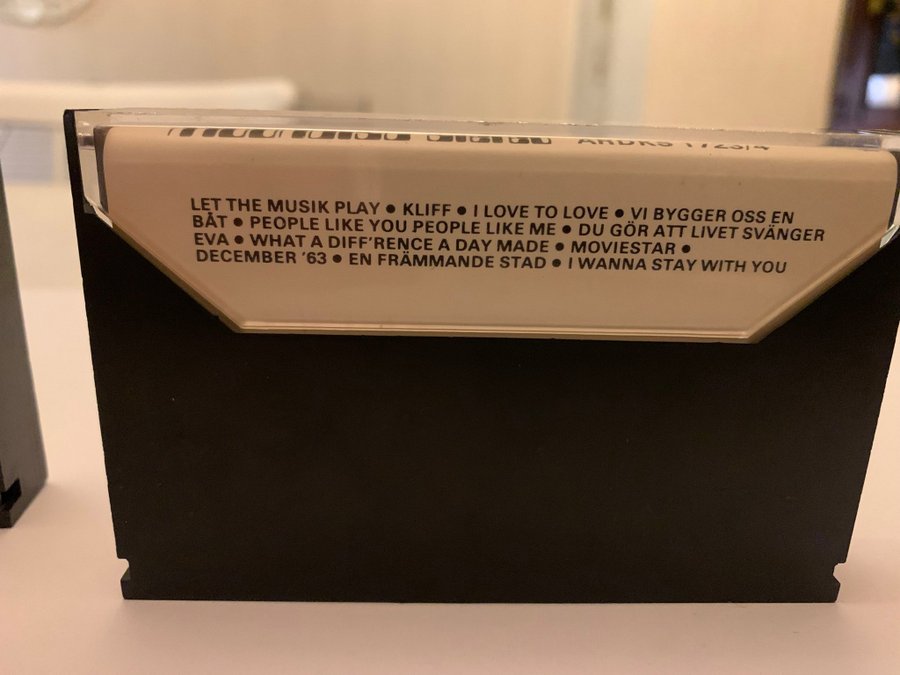 LET THE MUSIK PLAY • KLIFF • I LOVE TO LOVE • VI BYGGER OSS EN
BÅT • PEOPLE LIKE YOU PEOPLE LIKE ME • DU GÖR ATT LIVET SVÄNGER
EVA • WHAT A DIFF'RENCE A DAY MADE • MOVIESTAR •
DECEMBER '63 • EN FRÄMMANDE STAD • I WANNA STAY WITH YOU